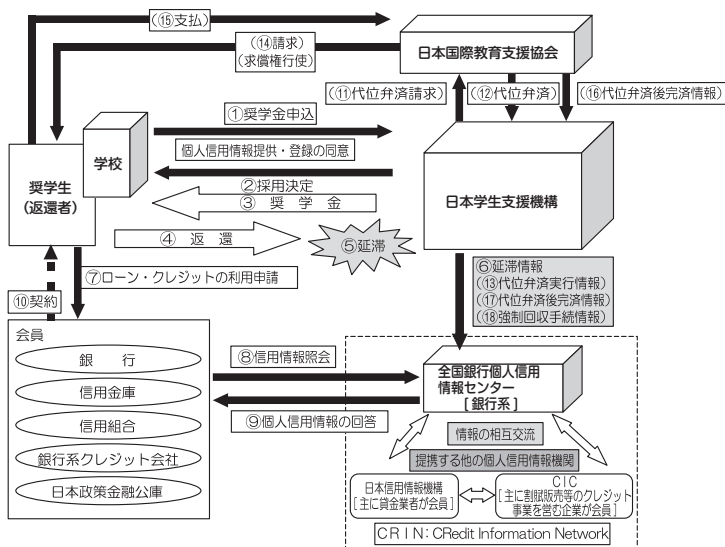 （⑮支払）
（⑭請求）
（求償権行使）
日本国際教育支援協会
（⑪代位弁済請求）
（⑫代位弁済）
（⑯代位弁済後完済情報）
①奨学金申込
個人信用情報提供・登録の同意
学校
奨学生
（返還者）
日本学生支援機構
②採用決定
③ 奨 学 金
④ 返 還
⑤延滞
⑥延滞情報
（⑬代位弁済実行情報）
（⑰代位弁済後完済情報）
（⑱強制回収手続情報）
⑦ローン・クレジットの利用申請
⑩契約
会員
銀 行
信用金庫
信用組合
銀行系クレジット会社
日本政策金融公庫
⑧信用情報照会
⑨個人信用情報の回答
全国銀行個人信用
情報センター
［銀行系］
情報の相互交流
提携する他の個人信用情報機関
日本信用情報機構
［主に貸金業者が会員］
CIC
［主に割賦販売等のクレジット
事業を営む企業が会員］
CRIN：CRedit Information Network